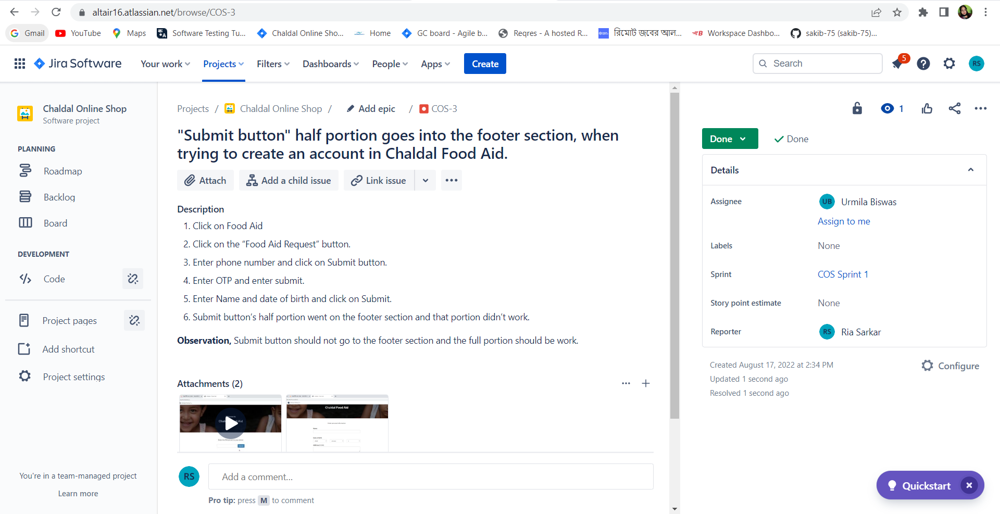 altair16.atlassian.net/browse/COS-3
Gmail YouTube Maps Software Testing Tu... Chaldal Online Sho... Home GC board - Agile b... Reqres - A hosted R... রিমোট জবের আল... Workspace Dashbo... sakib-75 (sakib-75)...
Jira Software Your work Projects Filters Dashboards People Apps Create Search 5 RS
Chaldal Online Shop
Software project
PLANNING
Roadmap
Backlog
Board
DEVELOPMENT
Code
Project pages
Add shortcut
Project settings
You're in a team-managed project
Learn more
Projects / Chaldal Online Shop / Add epic / COS-3
"Submit button" half portion goes into the footer section, when
trying to create an account in Chaldal Food Aid.
Attach Add a child issue Link issue
Description
1. Click on Food Aid
2. Click on the “Food Aid Request” button.
3. Enter phone number and click on Submit button.
4. Enter OTP and enter submit.
5. Enter Name and date of birth and click on Submit.
6. Submit button’s half portion went on the footer section and that portion didn’t work.
Observation, Submit button should not go to the footer section and the full portion should be work.
Attachments (2)
Chaldal Food Aid
RS Add a comment...
Pro tip: press M to comment
1
Done Done
Details
Assignee UB Urmila Biswas
Assign to me
Labels None
Sprint COS Sprint 1
Story point estimate None
Reporter RS Ria Sarkar
Created August 17, 2022 at 2:34 PM Configure
Updated 1 second ago
Resolved 1 second ago
Quickstart